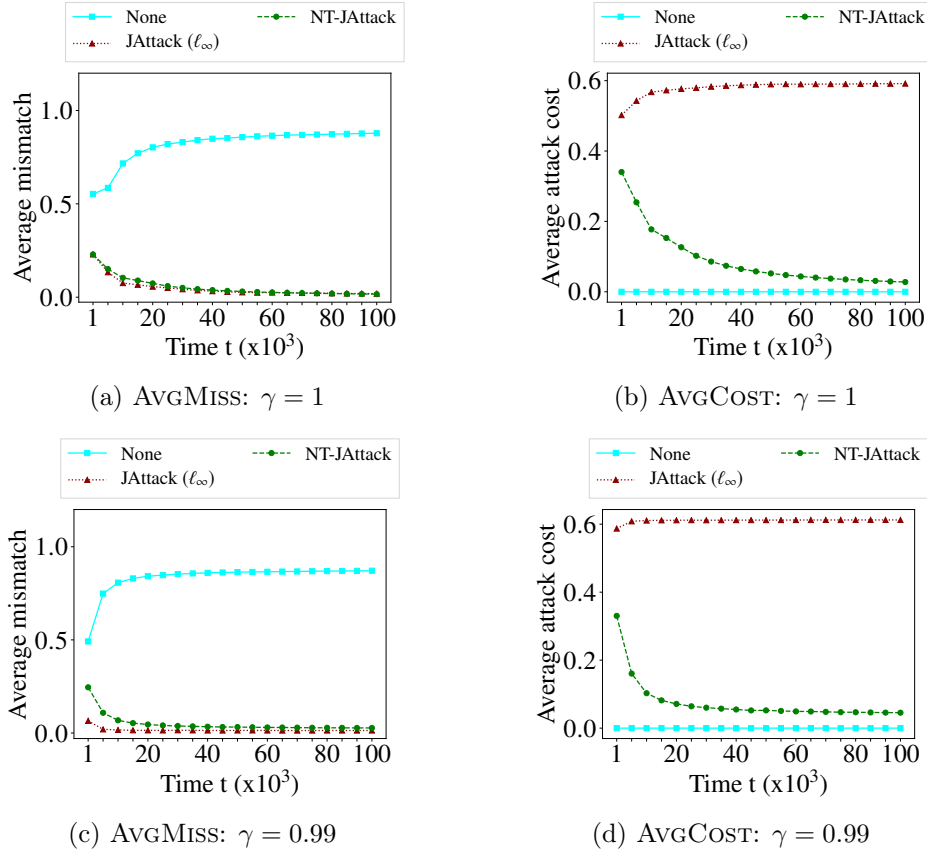 None
NT-JAttack
JAttack (ℓ∞)
Average mismatch
1.0
0.5
0.0
1 20 40 60 80 100
Time t (x10³)
(a) AVGMISS: γ = 1
None
NT-JAttack
JAttack (ℓ∞)
Average attack cost
0.6
0.4
0.2
0.0
1 20 40 60 80 100
Time t (x10³)
(b) AVGCOST: γ = 1
None
NT-JAttack
JAttack (ℓ∞)
Average mismatch
1.0
0.5
0.0
1 20 40 60 80 100
Time t (x10³)
(c) AVGMISS: γ = 0.99
None
NT-JAttack
JAttack (ℓ∞)
Average attack cost
0.6
0.4
0.2
0.0
1 20 40 60 80 100
Time t (x10³)
(d) AVGCOST: γ = 0.99